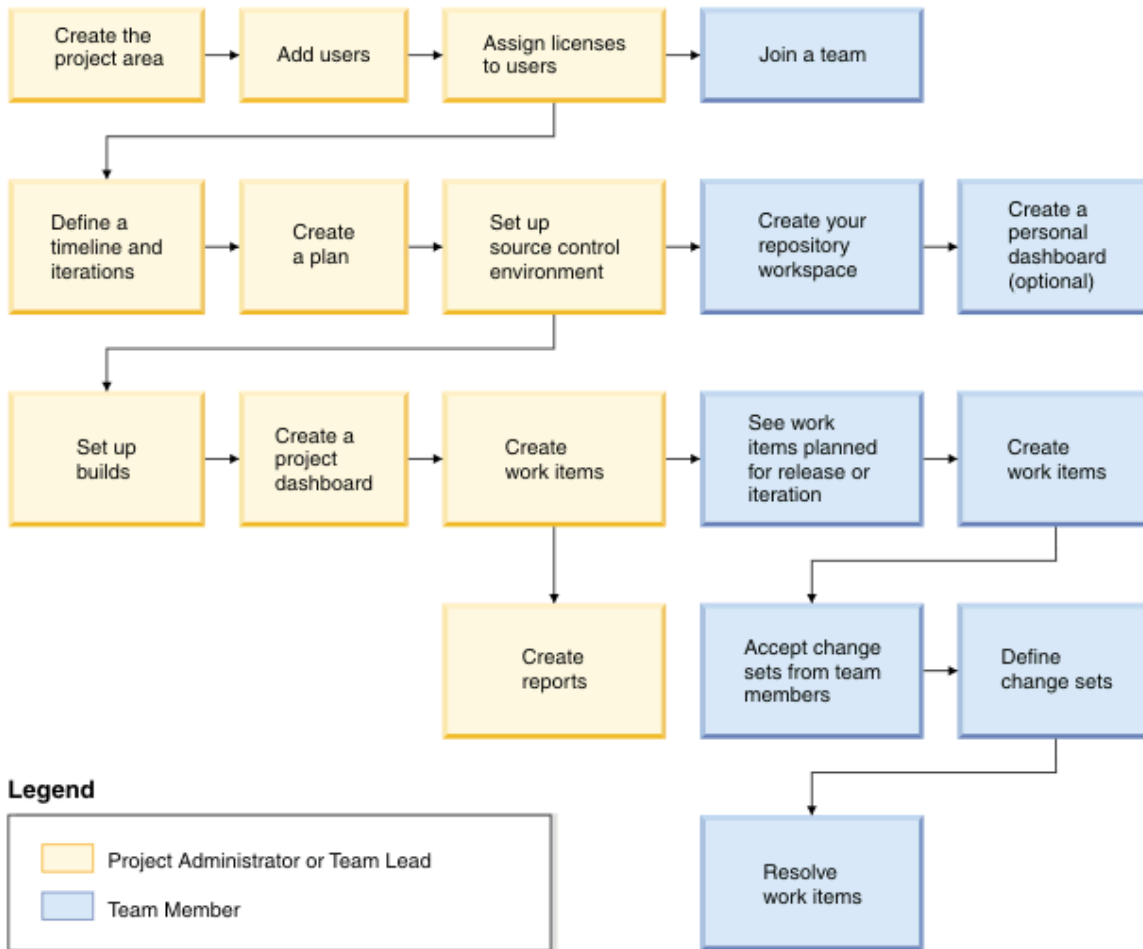 Create the
project area
Add users
Assign licenses
to users
Join a team
Define a
timeline and
iterations
Create
a plan
Set up
source control
environment
Create your
repository
workspace
Create a
personal
dashboard
(optional)
Set up
builds
Create a
project
dashboard
Create
work items
See work
items planned
for release or
iteration
Create
work items
Create
reports
Accept change
sets from team
members
Define
change sets
Resolve
work items
Legend
Project Administrator or Team Lead
Team Member